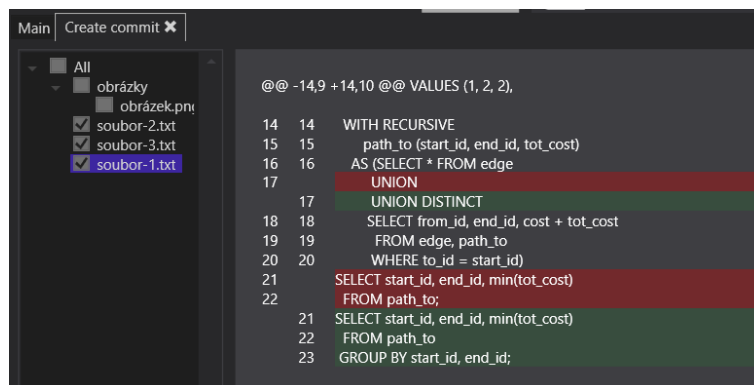 Main Create commit ✖
All
obrázky
obrázek.pn
soubor-2.txt
soubor-3.txt
soubor-1.txt
@@ -14,9 +14,10 @@ VALUES (1, 2, 2),
14 14 WITH RECURSIVE
15 15 path_to (start_id, end_id, tot_cost)
16 16 AS (SELECT * FROM edge
17 UNION
17 UNION DISTINCT
18 18 SELECT from_id, end_id, cost + tot_cost
19 19 FROM edge, path_to
20 20 WHERE to_id = start_id)
21 SELECT start_id, end_id, min(tot_cost)
22 FROM path_to;
21 SELECT start_id, end_id, min(tot_cost)
22 FROM path_to
23 GROUP BY start_id, end_id;